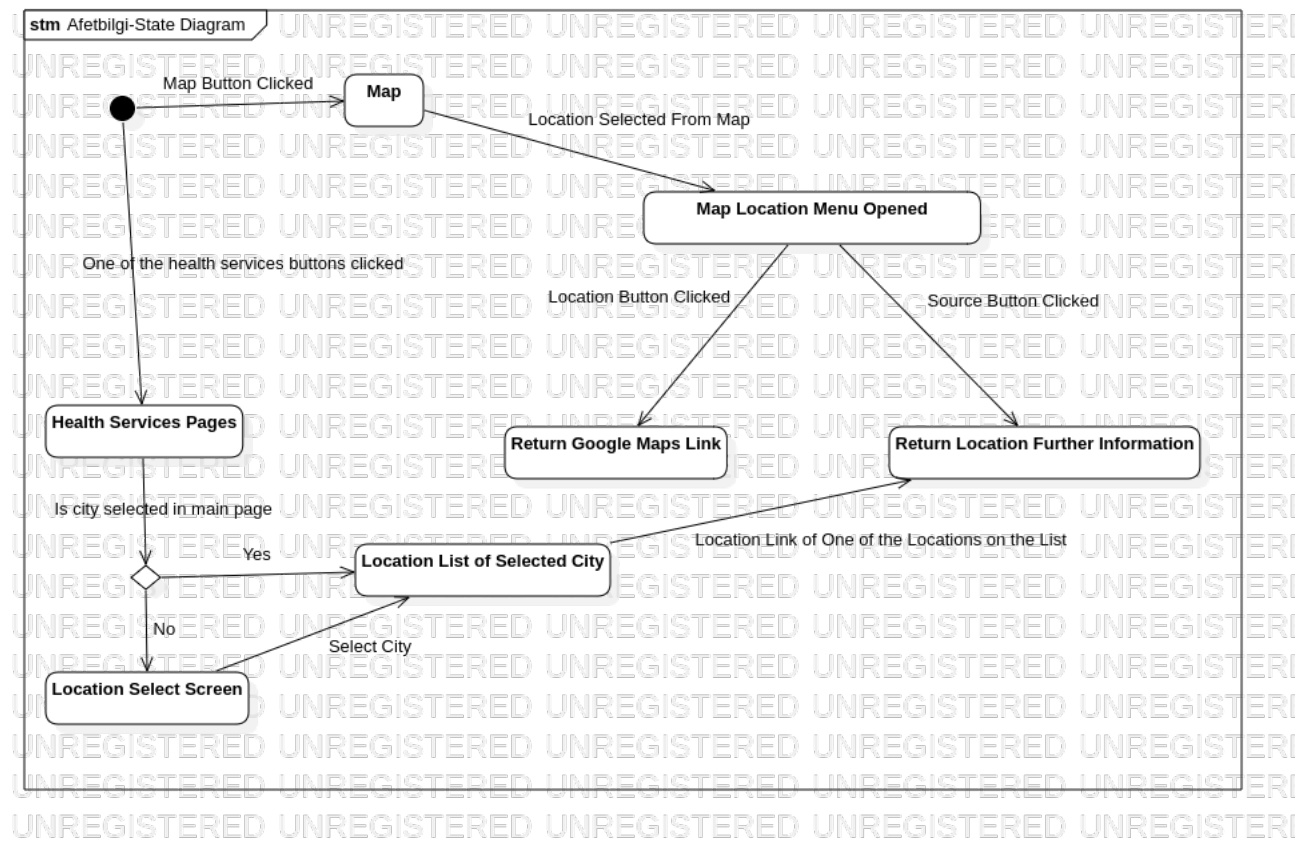 stm Afetbilgi-State Diagram
Map Button Clicked
Map
Location Selected From Map
Map Location Menu Opened
One of the health services buttons clicked
Location Button Clicked
Source Button Clicked
Health Services Pages
Return Google Maps Link
Return Location Further Information
Is city selected in main page
Yes
Location List of Selected City
Location Link of One of the Locations on the List
No
Select City
Location Select Screen
UNREGISTERED UNREGISTERED UNREGISTERED UNREGISTERED